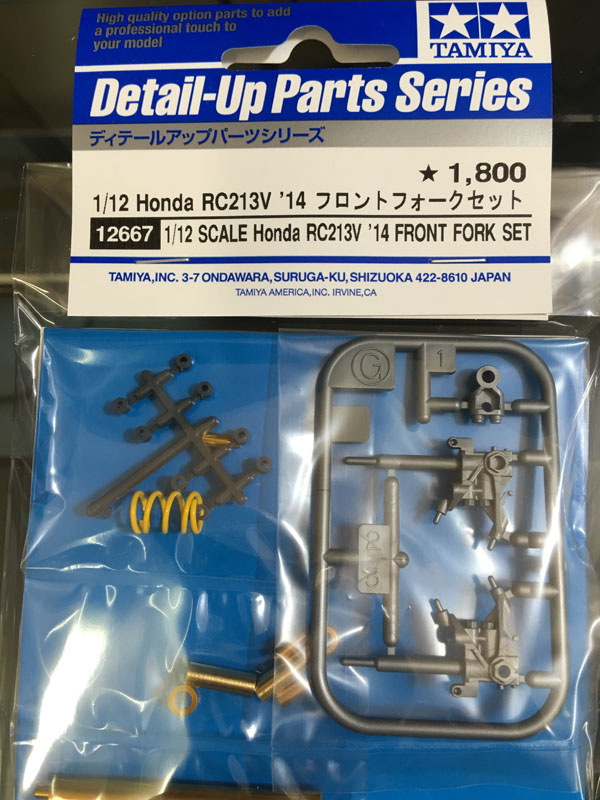 High quality option parts to add
a professional touch to
your model
TAMIYA
Detail-Up Parts Series
ディテールアップパーツシリーズ
★ 1,800
1/12 Honda RC213V '14 フロントフォークセット
12667 1/12 SCALE Honda RC213V '14 FRONT FORK SET
TAMIYA,INC. 3-7 ONDAWARA,SURUGA-KU,SHIZUOKA 422-8610 JAPAN
TAMIYA AMERICA,INC. IRVINE,CA
G
1